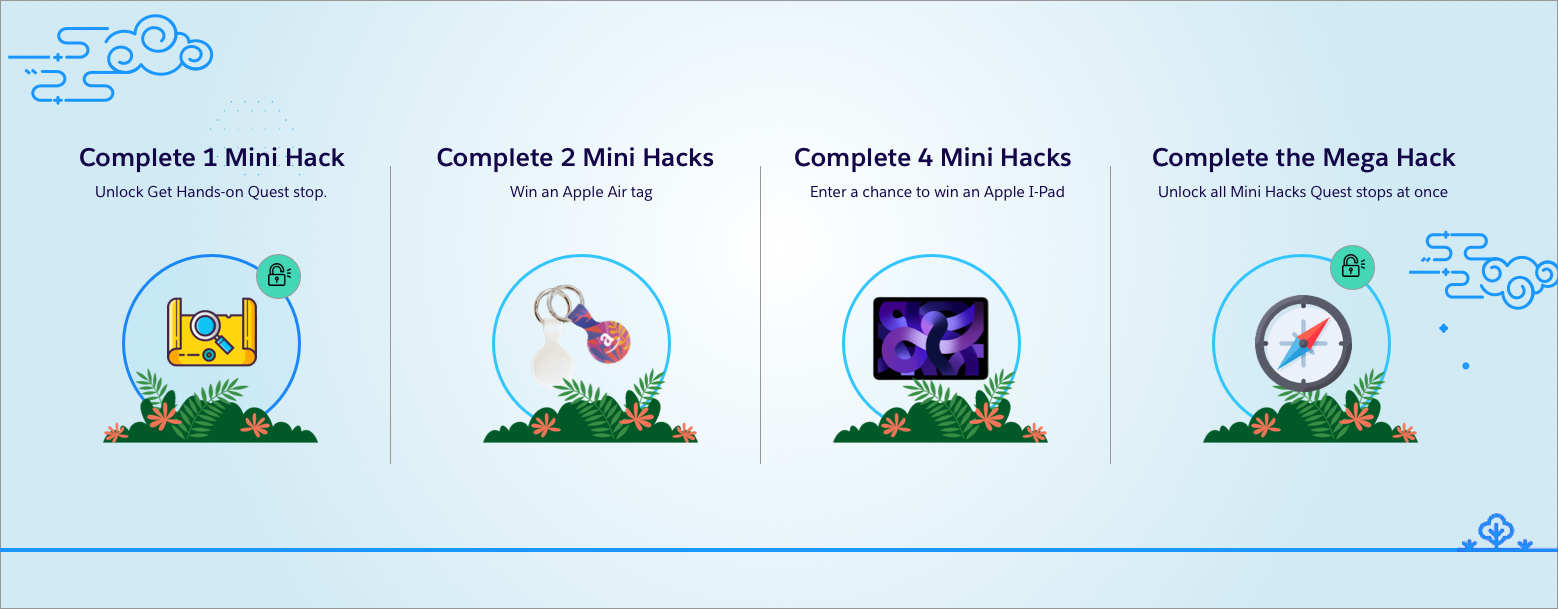 Complete 1 Mini Hack
Unlock Get Hands-on Quest stop.
Complete 2 Mini Hacks
Win an Apple Air tag
Complete 4 Mini Hacks
Enter a chance to win an Apple I-Pad
Complete the Mega Hack
Unlock all Mini Hacks Quest stops at once
a